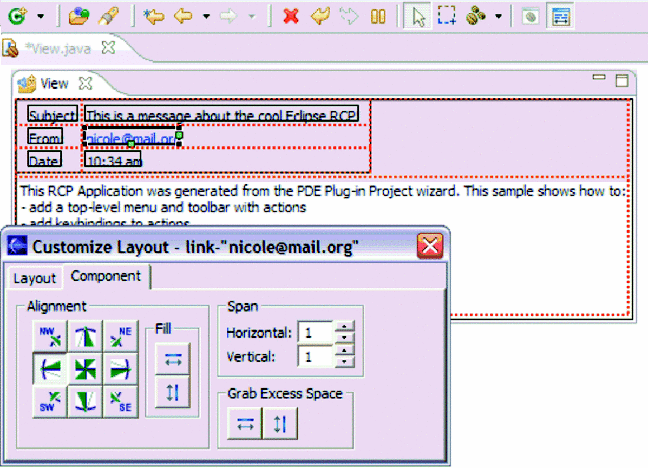 *View.java
View
Subject This is a message about the cool Eclipse RCP
From nicole@mail.org
Date 10:34 am
This RCP Application was generated from the PDE Plug-in Project wizard. This sample shows how to:
- add a top-level menu and toolbar with actions
- add keybindings to actions
Customize Layout - link-"nicole@mail.org"
Layout Component
Alignment
Fill
Span
NW
NE
Horizontal: 1
Vertical: 1
SW
SE
Grab Excess Space